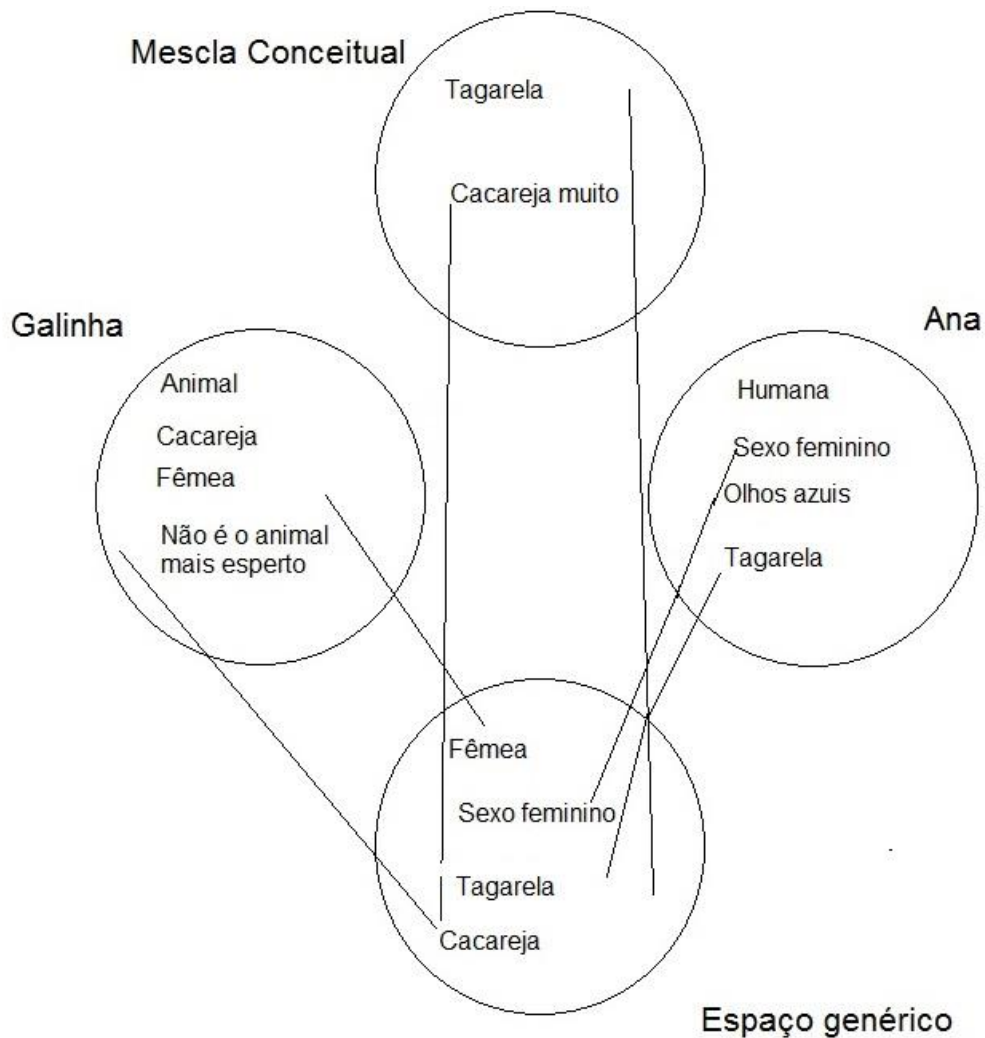 Mescla Conceitual
Tagarela
Cacareja muito
Galinha
Animal
Cacareja
Fêmea
Não é o animal
mais esperto
Ana
Humana
Sexo feminino
Olhos azuis
Tagarela
Fêmea
Sexo feminino
Tagarela
Cacareja
Espaço genérico